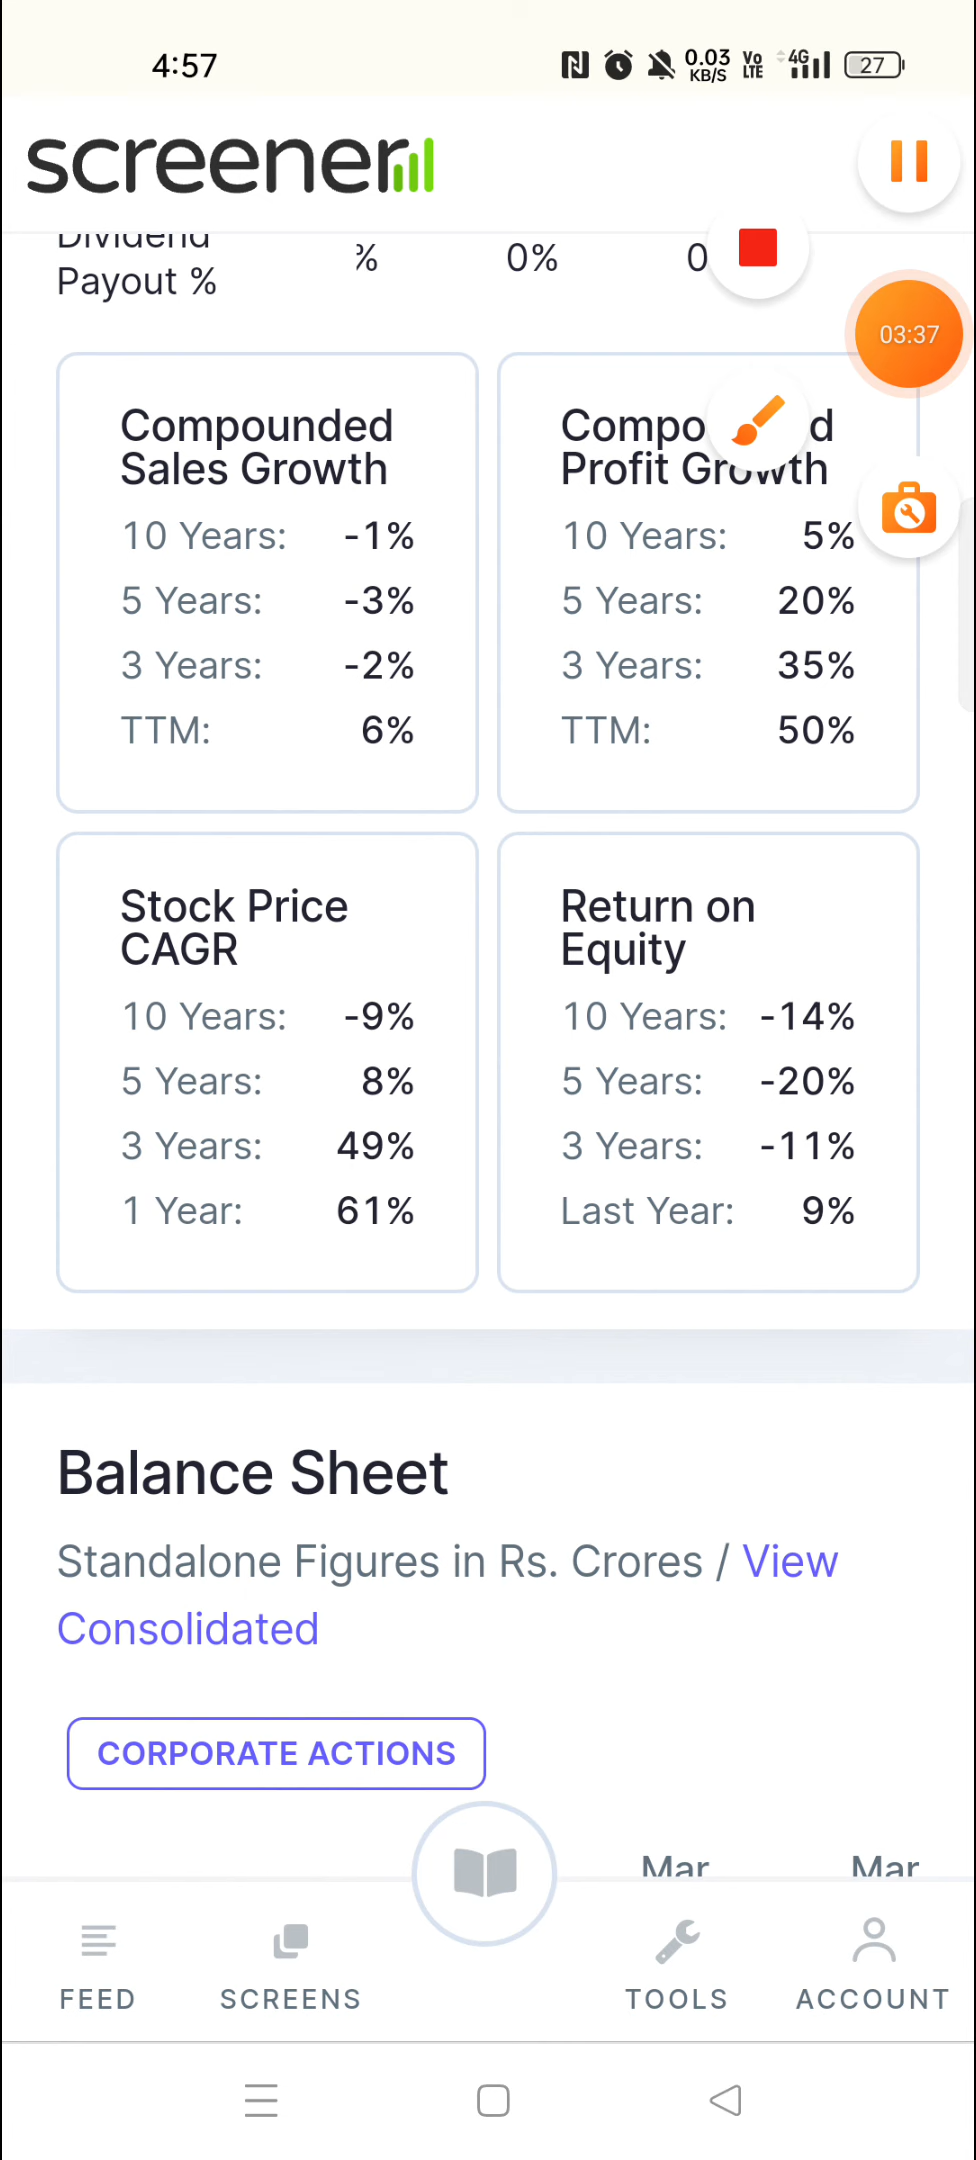 4:57
0.03
KB/S
Vo
LTE
4G
27
screener
Dividend
Payout % % 0% 0
03:37
Compounded
Sales Growth
10 Years: -1%
5 Years: -3%
3 Years: -2%
TTM: 6%
Compo d
Profit Growth
10 Years: 5%
5 Years: 20%
3 Years: 35%
TTM: 50%
Stock Price
CAGR
10 Years: -9%
5 Years: 8%
3 Years: 49%
1 Year: 61%
Return on
Equity
10 Years: -14%
5 Years: -20%
3 Years: -11%
Last Year: 9%
Balance Sheet
Standalone Figures in Rs. Crores / View
Consolidated
CORPORATE ACTIONS
Mar Mar
FEED
SCREENS
TOOLS
ACCOUNT